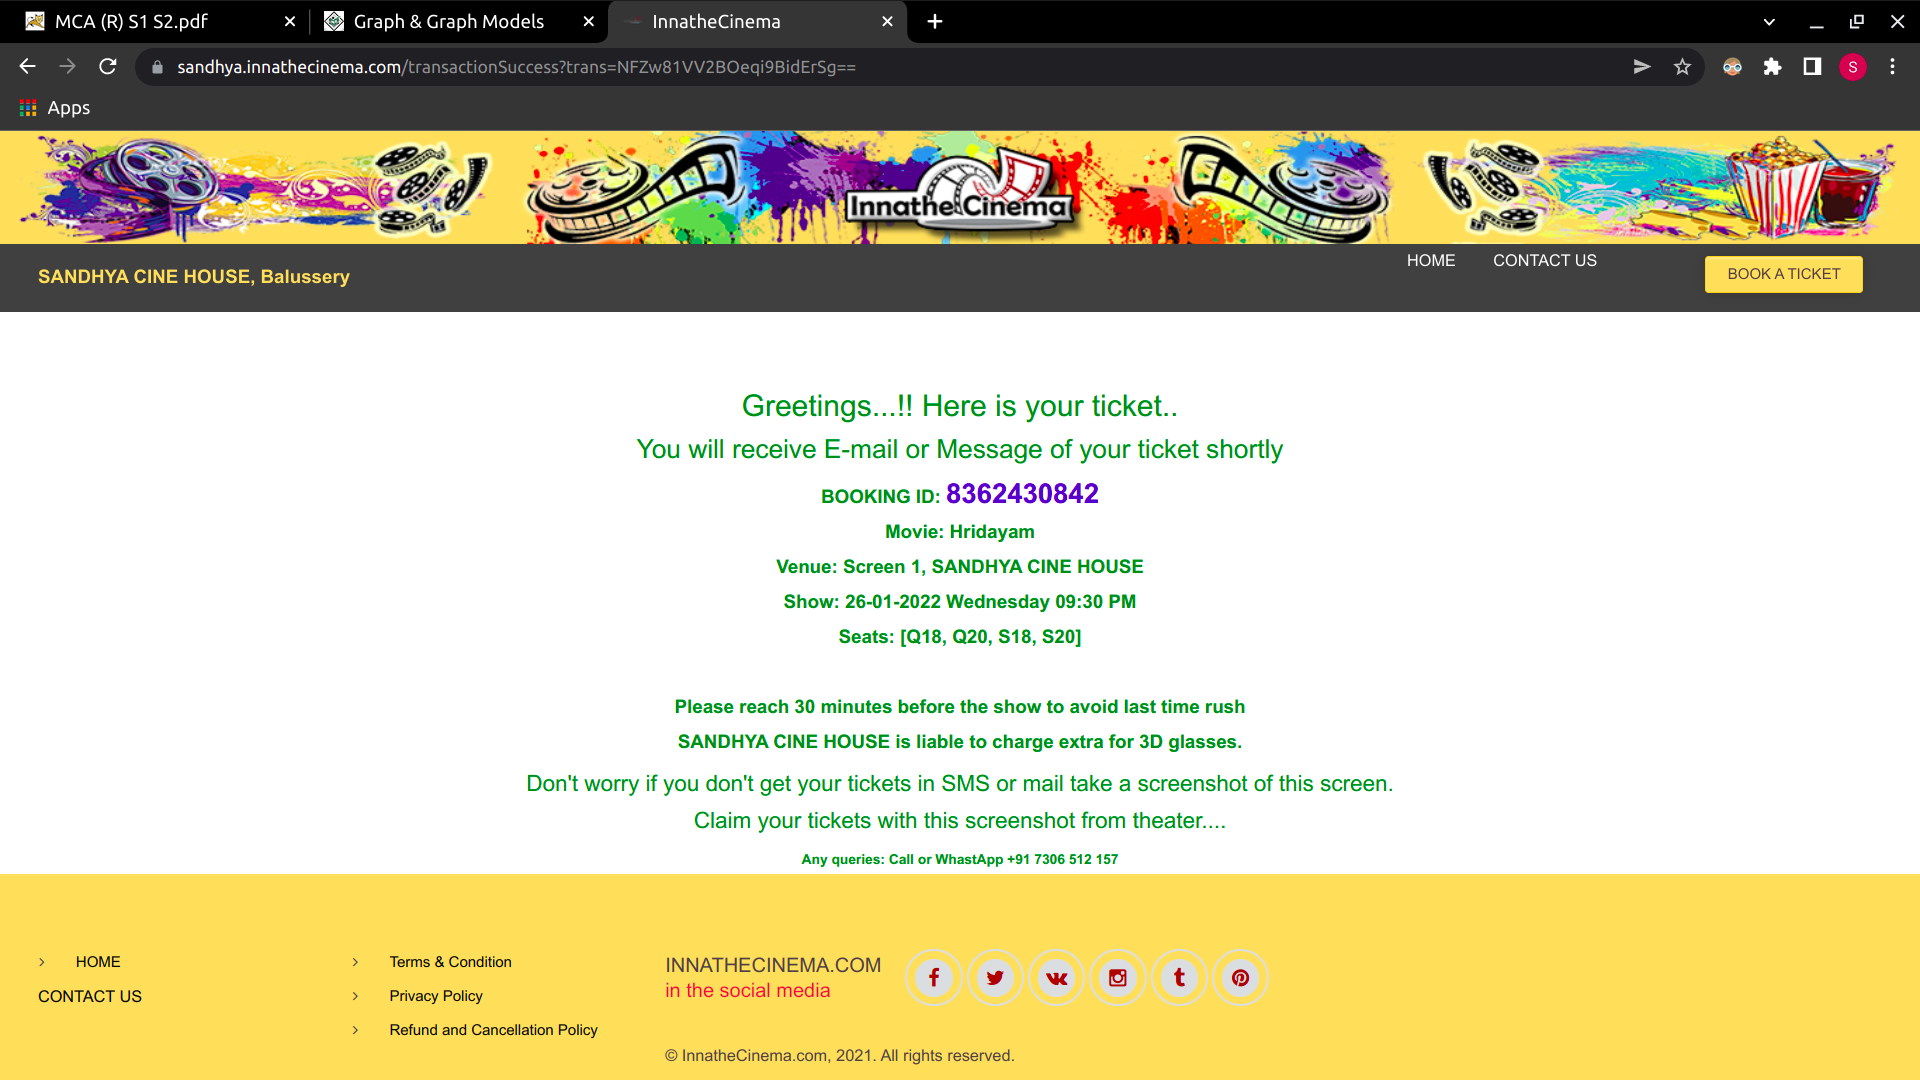 MCA (R) S1 S2.pdf
Graph & Graph Models
InnatheCinema
sandhya.innathecinema.com/transactionSuccess?trans=NFZw81VV2BOeqi9BidErSg==
S
Apps
Innathe Cinema
SANDHYA CINE HOUSE, Balussery
HOME
CONTACT US
BOOK A TICKET
Greetings...!! Here is your ticket..
You will receive E-mail or Message of your ticket shortly
BOOKING ID: 8362430842
Movie: Hridayam
Venue: Screen 1, SANDHYA CINE HOUSE
Show: 26-01-2022 Wednesday 09:30 PM
Seats: [Q18, Q20, S18, S20]
Please reach 30 minutes before the show to avoid last time rush
SANDHYA CINE HOUSE is liable to charge extra for 3D glasses.
Don't worry if you don't get your tickets in SMS or mail take a screenshot of this screen.
Claim your tickets with this screenshot from theater....
Any queries: Call or WhastApp +91 7306 512 157
HOME
CONTACT US
Terms & Condition
Privacy Policy
Refund and Cancellation Policy
INNATHECINEMA.COM
in the social media
© InnatheCinema.com, 2021. All rights reserved.